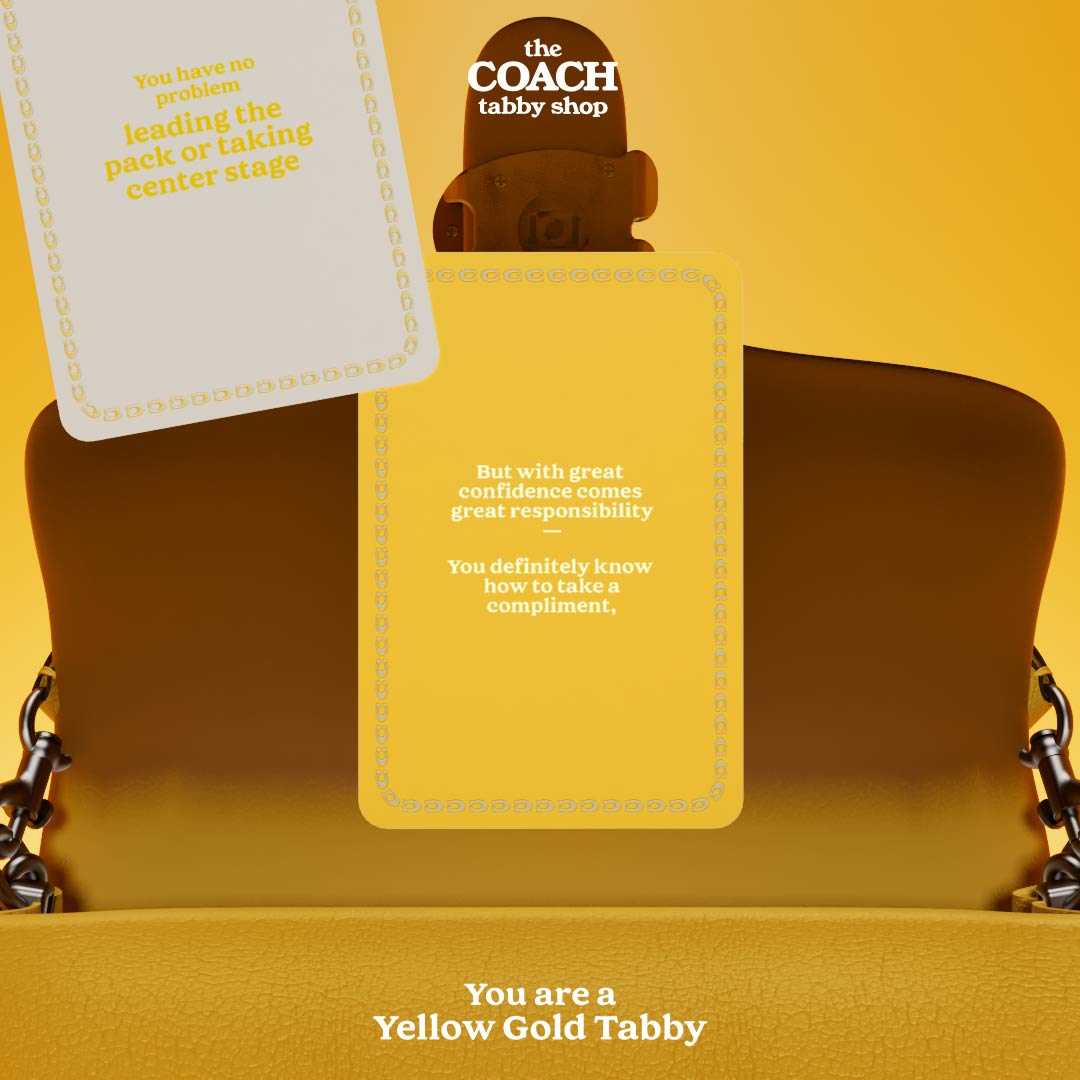 the
COACH
tabby shop
You have no
problem
leading the
pack or taking
center stage
But with great
confidence comes
great responsibility
—
You definitely know
how to take a
compliment,
You are a
Yellow Gold Tabby